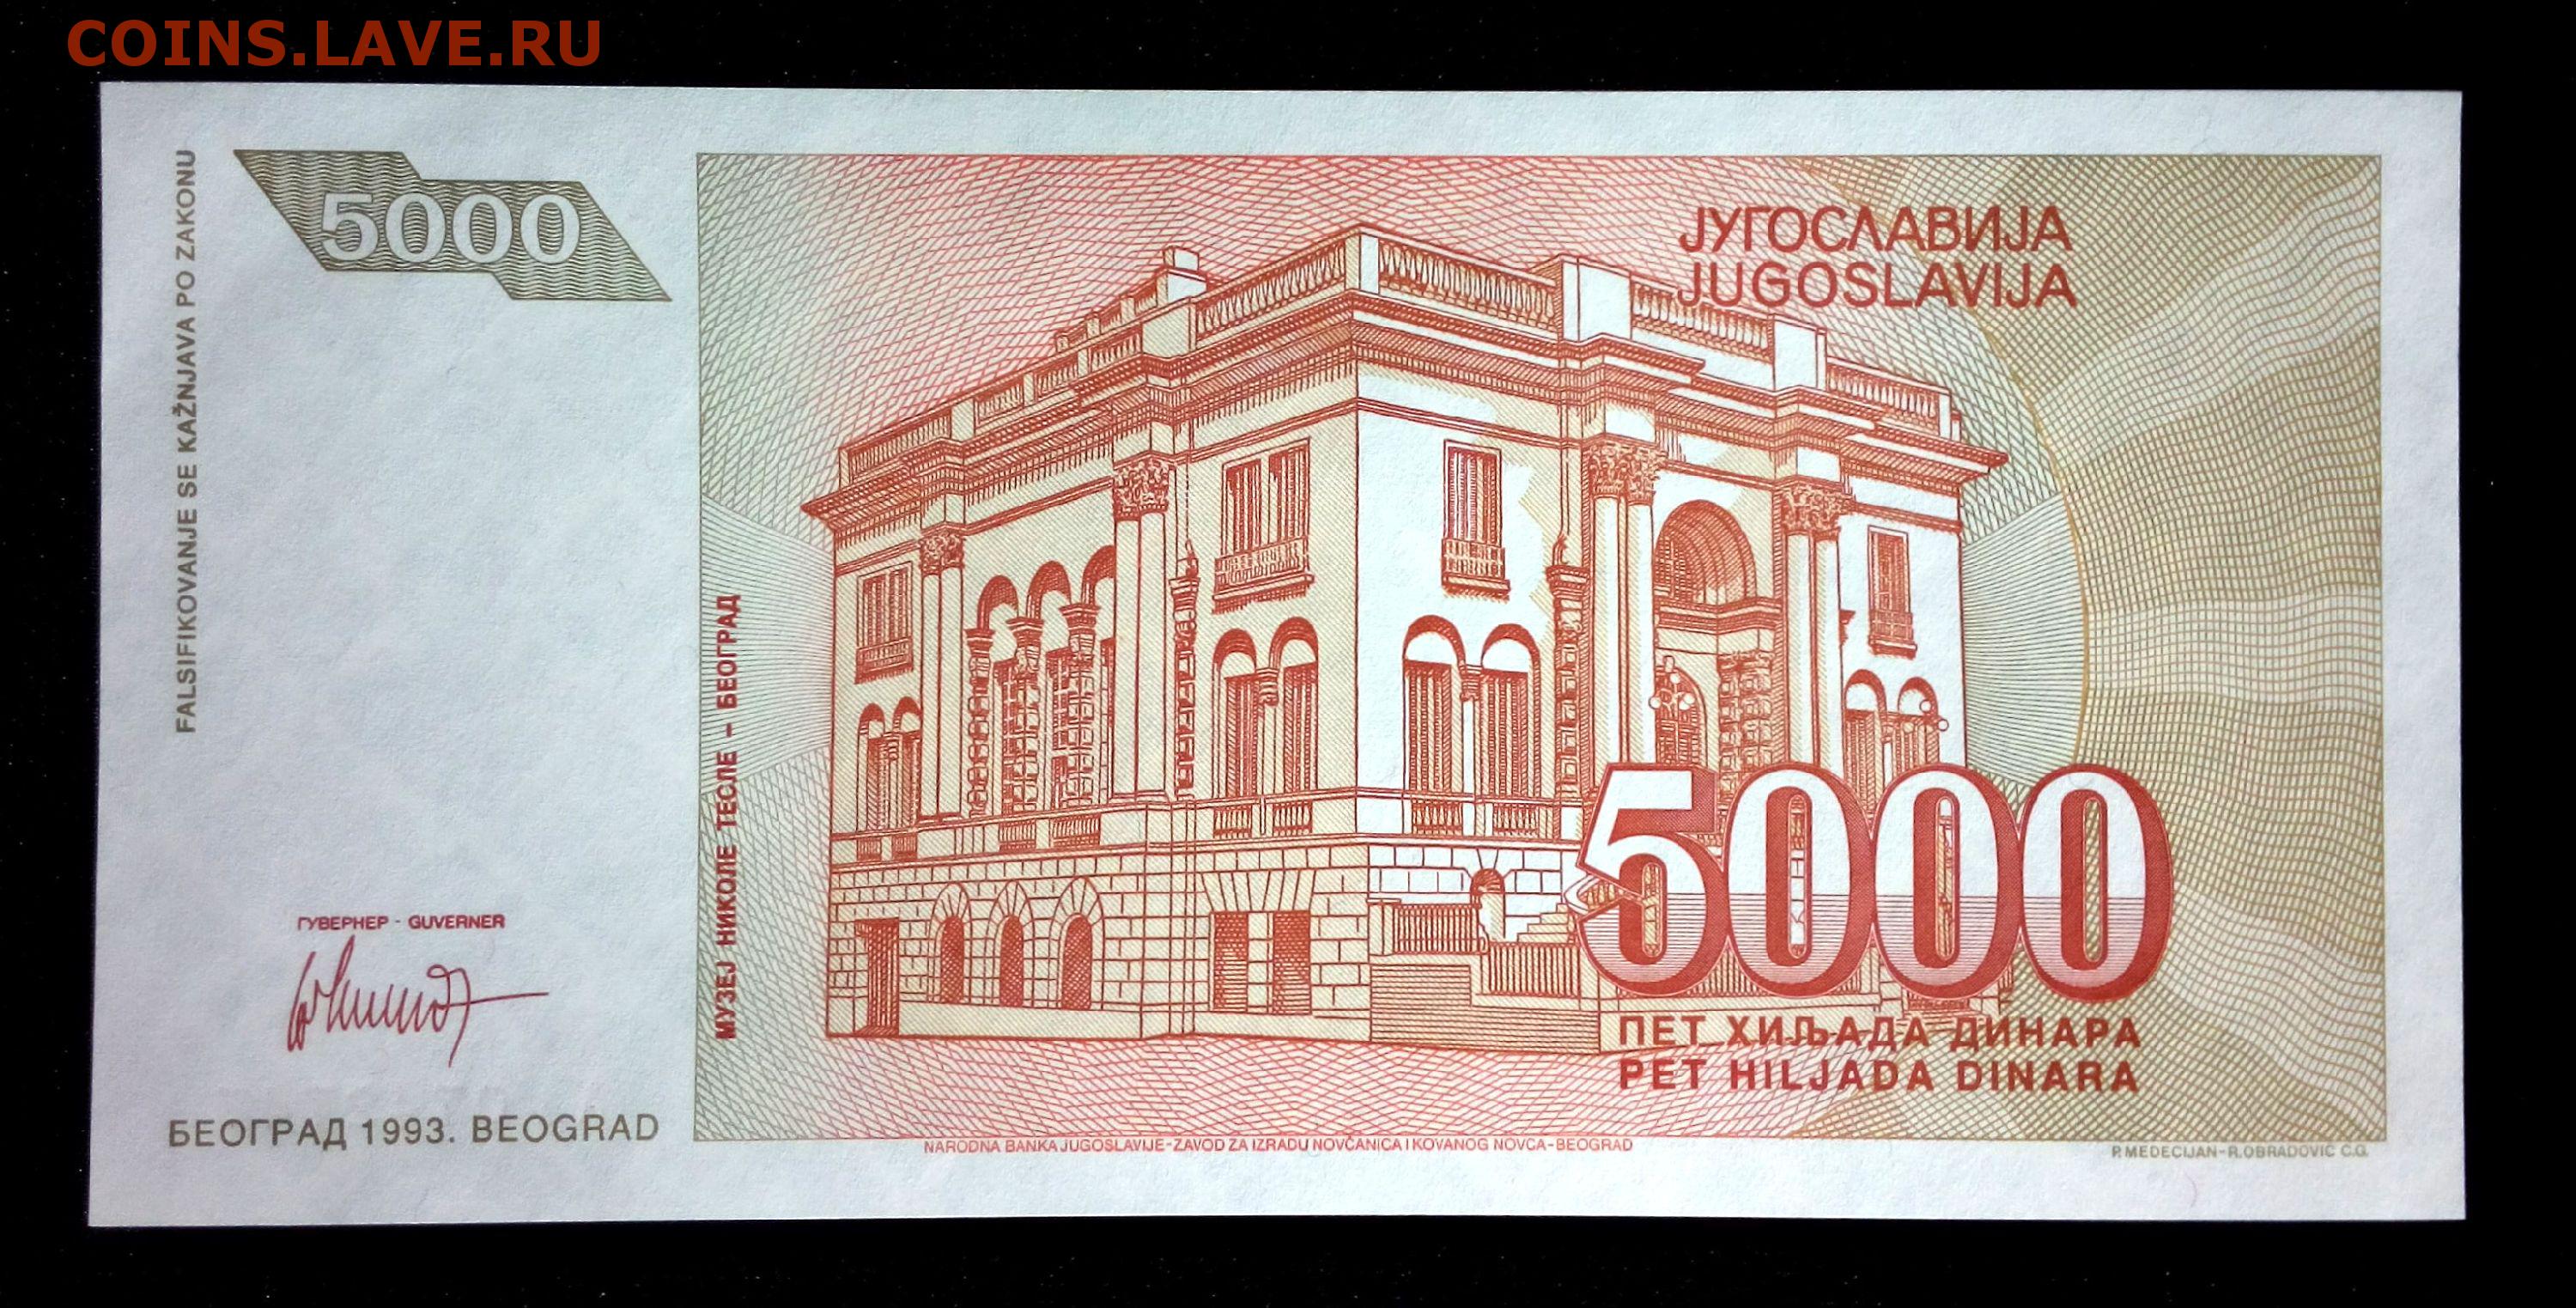 COINS.LAVE.RU
FALSIFIKOVANJE SE KAŽNJAVA PO ZAKONU
5000
ЈУГОСЛАВИЈА
JUGOSLAVIJA
МУЗЕЈ НИКОЛЕ ТЕСЛЕ – БЕОГРАД
5000
ПЕТ ХИЉАДА ДИНАРА
PET HILJADA DINARA
ГУВЕРНЕР - GUVERNER
БЕОГРАД 1993. BEOGRAD
NARODNA BANKA JUGOSLAVIJE-ZAVOD ZA IZRADU NOVČANICA I KOVANOG NOVCA-BEOGRAD
P. MEDECIJAN-R. OBRADOVIĆ C.G.